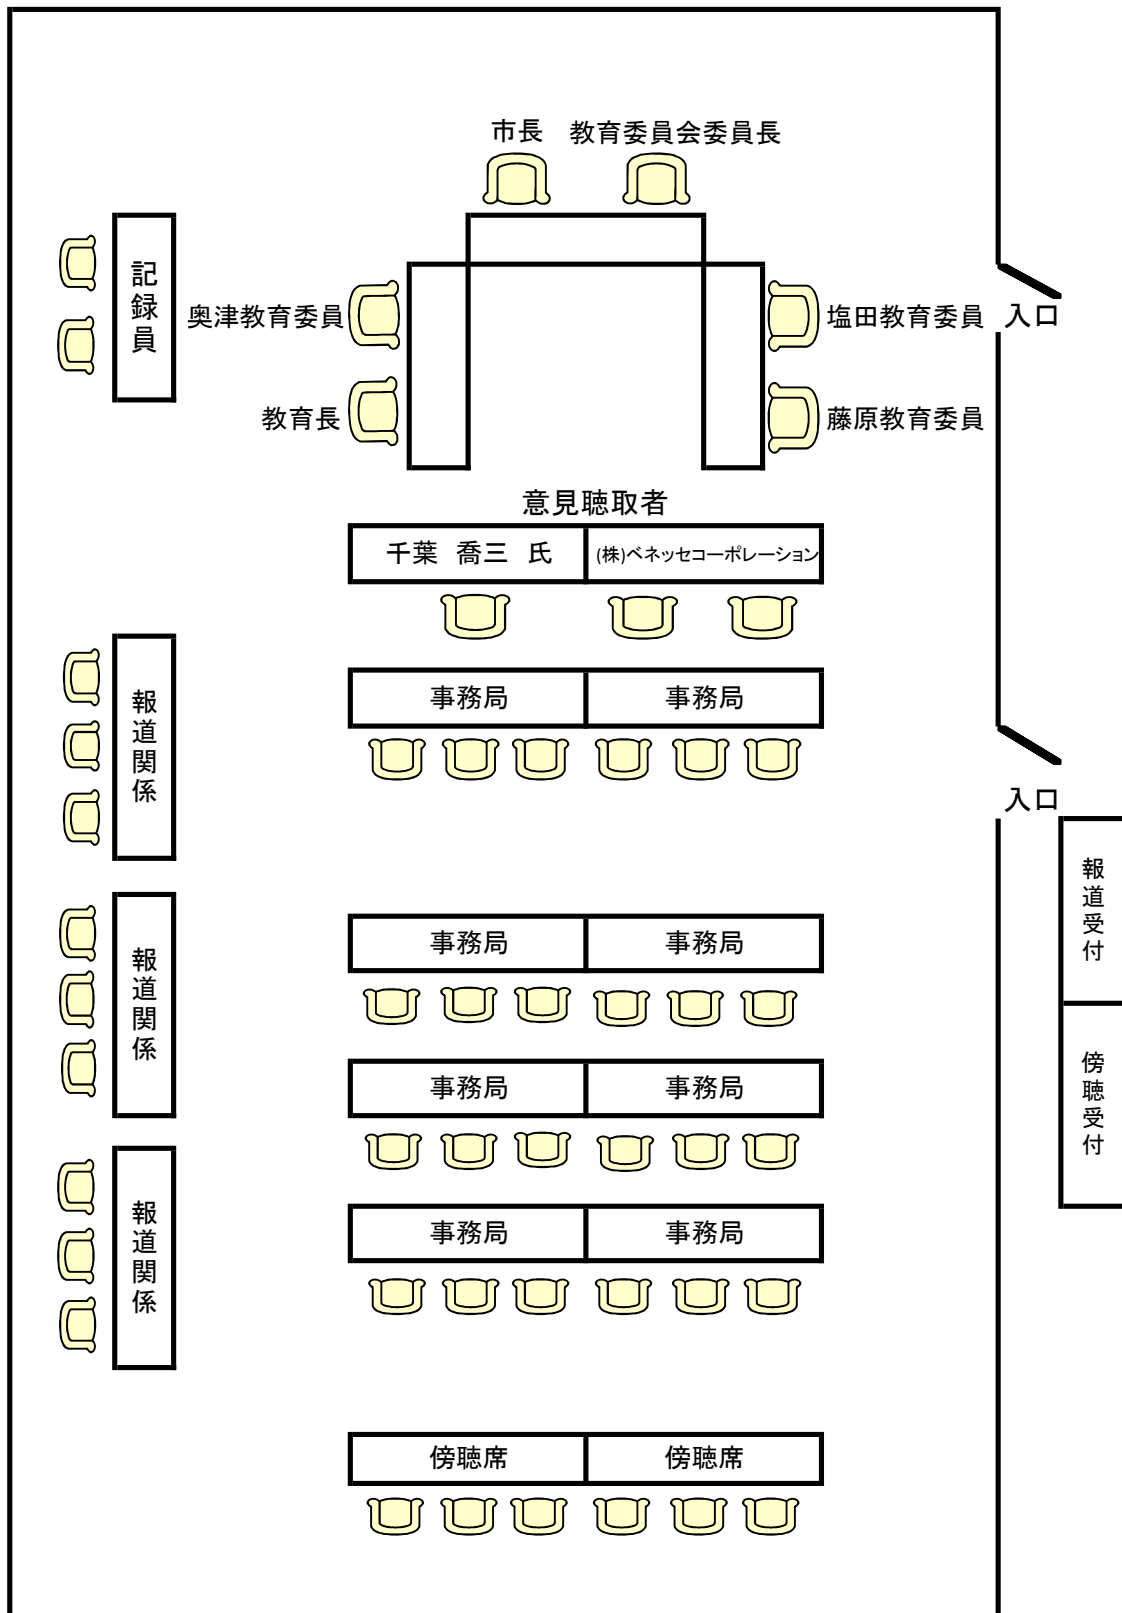 市長　教育委員会委員長
記録員
奥津教育委員
塩田教育委員
入口
教育長
藤原教育委員
意見聴取者
千葉　喬三　氏
(株)ベネッセコーポレーション
事務局
事務局
報道関係
入口
報道受付
事務局
事務局
報道関係
傍聴受付
事務局
事務局
報道関係
事務局
事務局
傍聴席
傍聴席